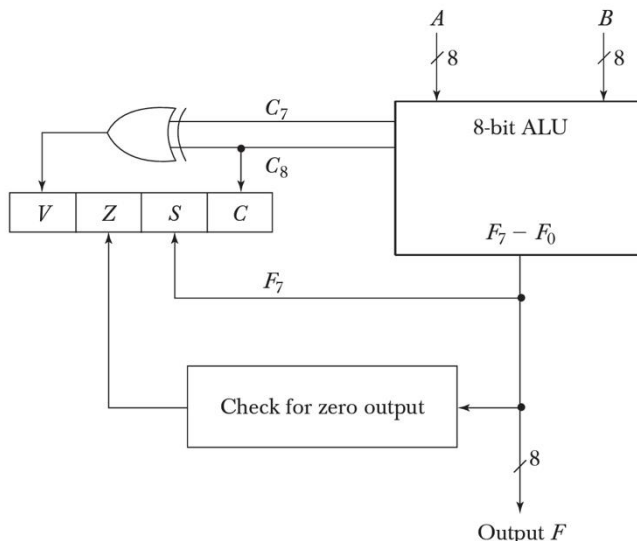 A B
8 8
C7
8-bit ALU
C8
V Z S C
F7 − F0
F7
Check for zero output
8
Output F